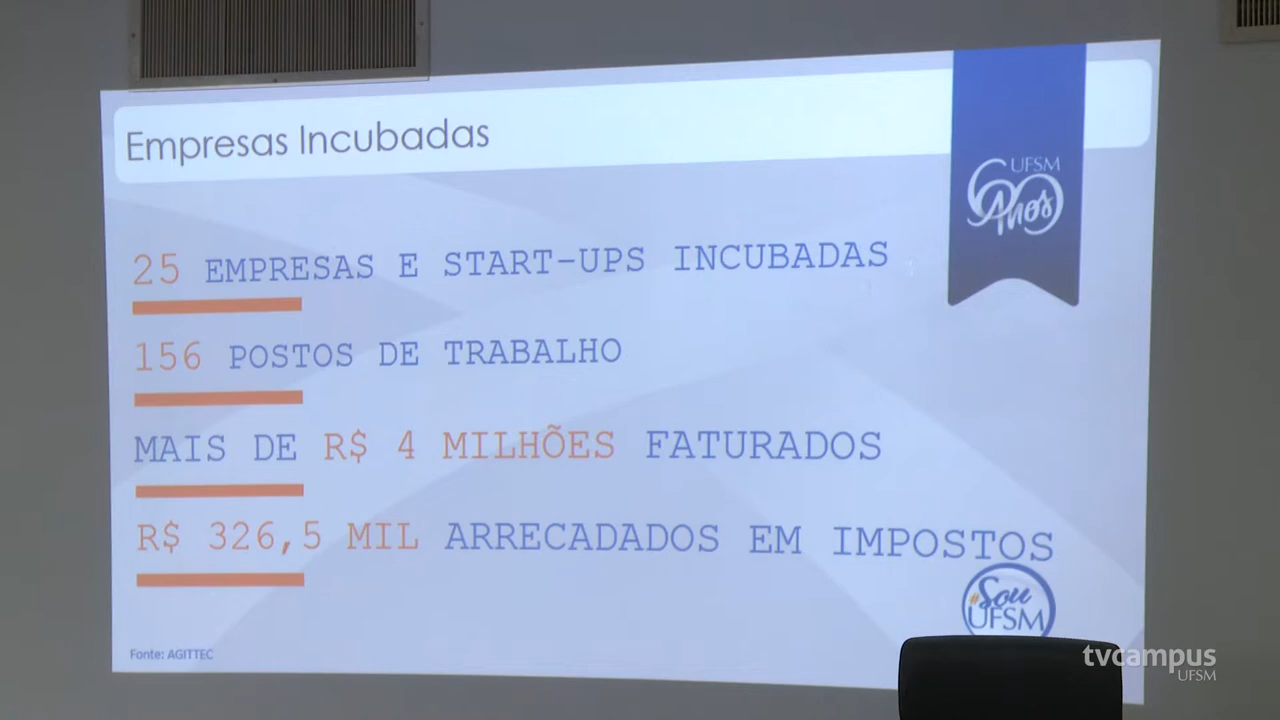 Empresas Incubadas
UFSM
60 Anos
25 EMPRESAS E START-UPS INCUBADAS
156 POSTOS DE TRABALHO
MAIS DE R$ 4 MILHÕES FATURADOS
R$ 326,5 MIL ARRECADADOS EM IMPOSTOS
#Sou
UFSM
Fonte: AGITTEC
tvcampus
UFSM